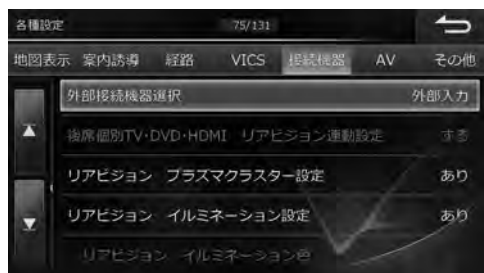 各種設定 75/131
地図表示 案内誘導 経路 VICS 接続機器 AV その他
外部接続機器選択 外部入力
後席個別TV・DVD・HDMI リアビジョン連動設定 する
リアビジョン プラズマクラスター設定 あり
リアビジョン イルミネーション設定 あり
リアビジョン イルミネーション色